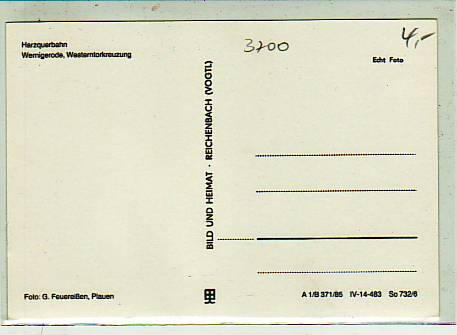 Harzquerbahn
Wernigerode, Westerntorkreuzung
3700
4,-
Echt Foto
BILD UND HEIMAT · REICHENBACH (VOGTL)
Foto: G. Feuereißen, Plauen
A 1/B 371/85 IV-14-483 So 732/6